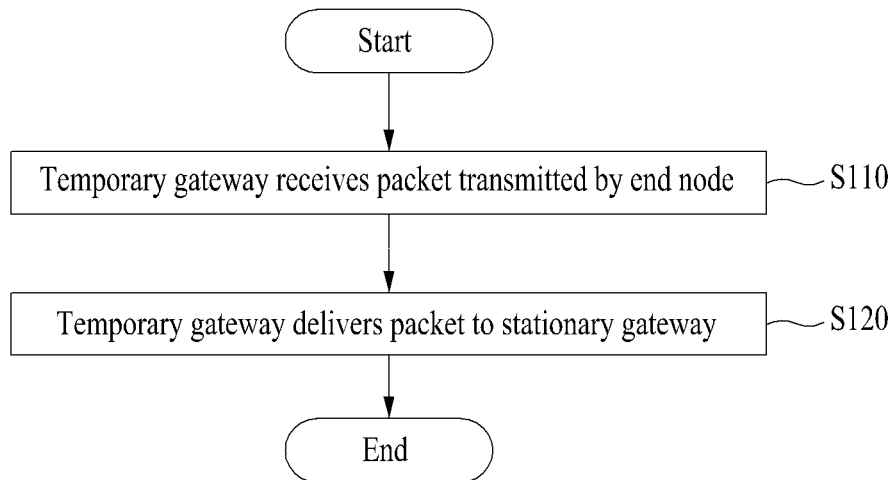 Start
Temporary gateway receives packet transmitted by end node
S110
Temporary gateway delivers packet to stationary gateway
S120
End